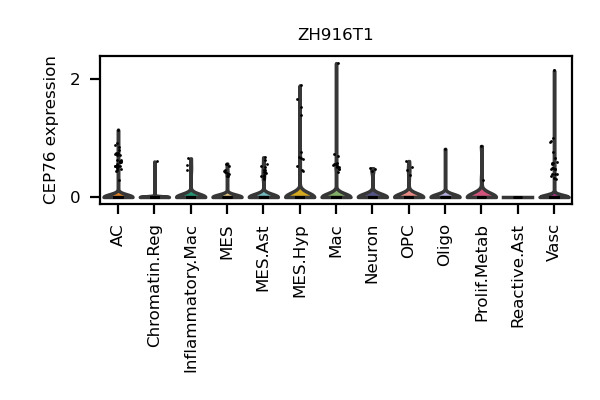 ZH916T1
CEP76 expression
2
0
AC
Chromatin.Reg
Inflammatory.Mac
MES
MES.Ast
MES.Hyp
Mac
Neuron
OPC
Oligo
Prolif.Metab
Reactive.Ast
Vasc